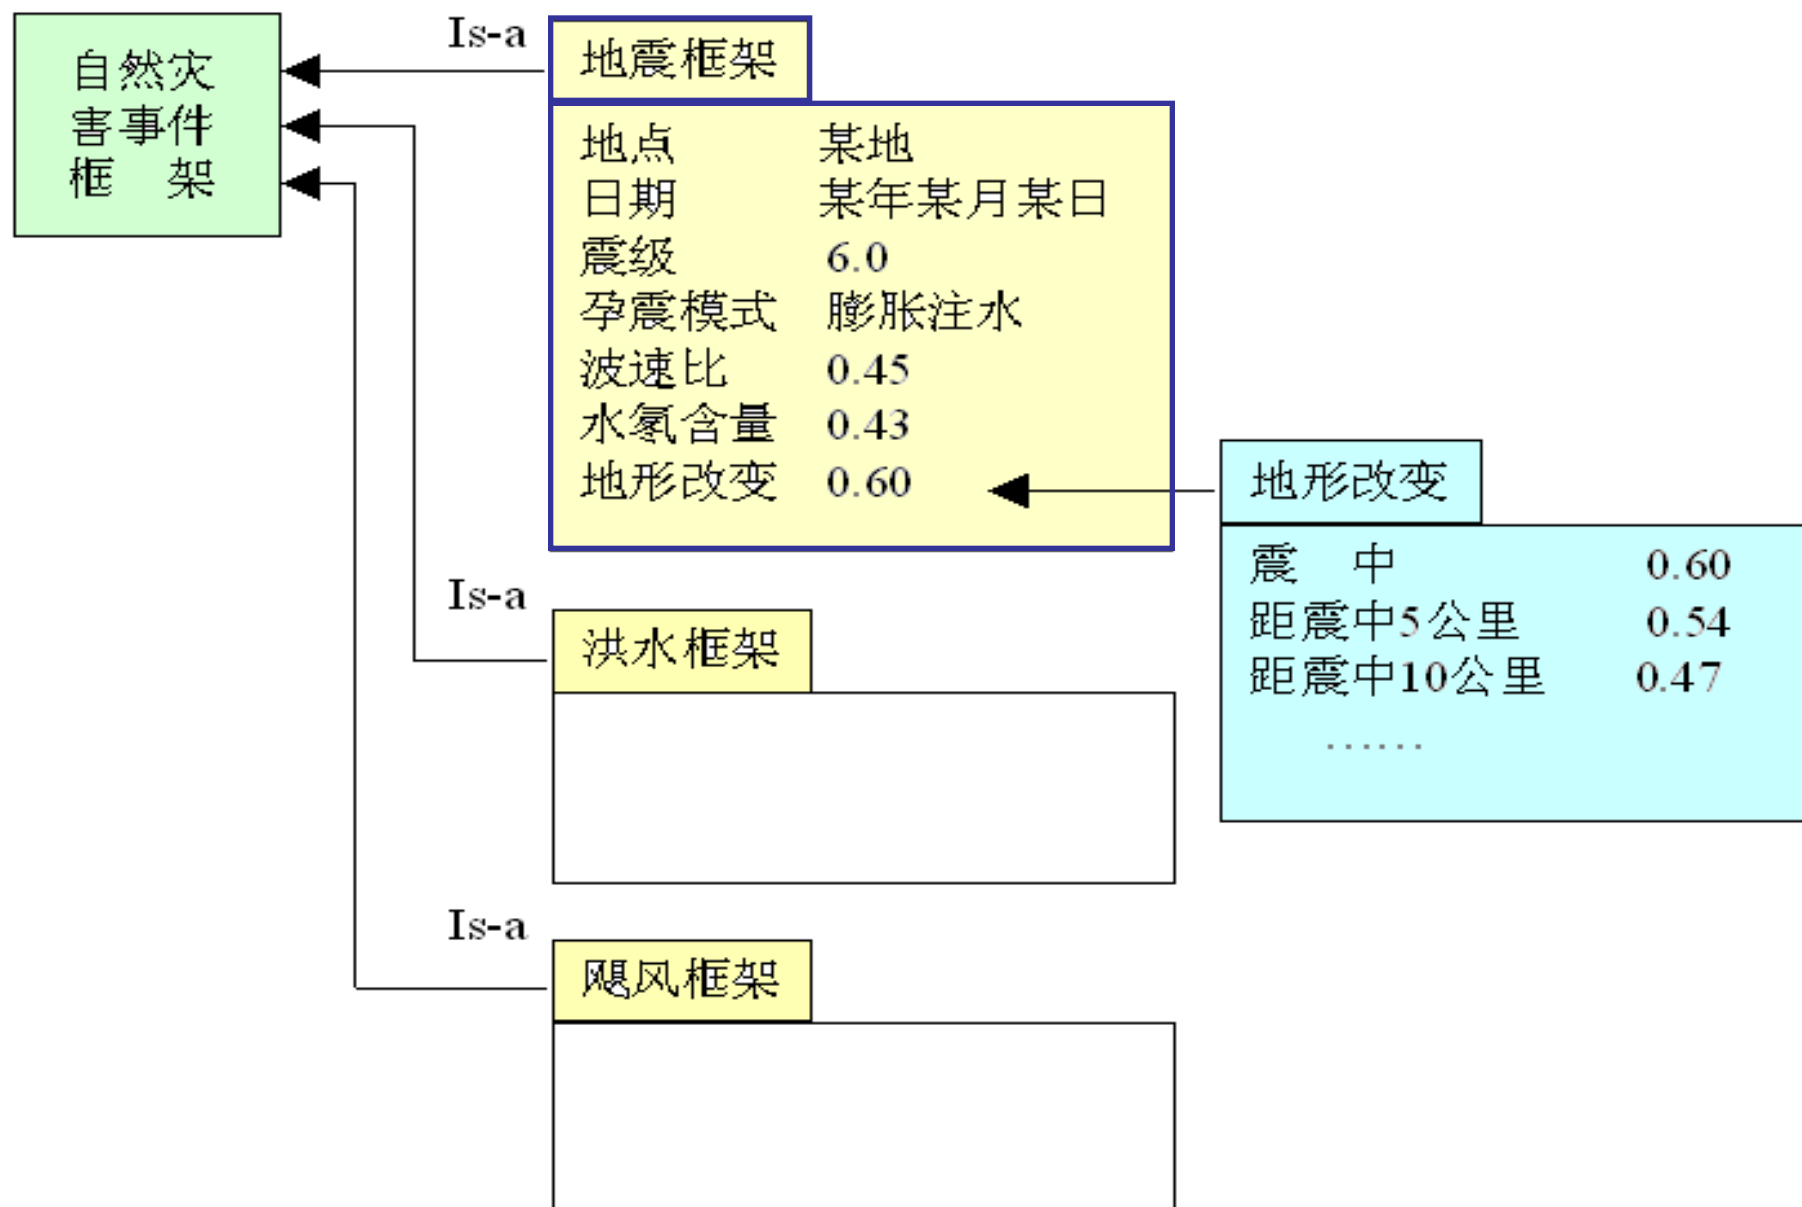 自然灾
害事件
框 架
Is-a
地震框架
地点 某地
日期 某年某月某日
震级 6.0
孕震模式 膨胀注水
波速比 0.45
水氡含量 0.43
地形改变 0.60
地形改变
震 中 0.60
距震中5公里 0.54
距震中10公里 0.47
······
Is-a
洪水框架
Is-a
飓风框架